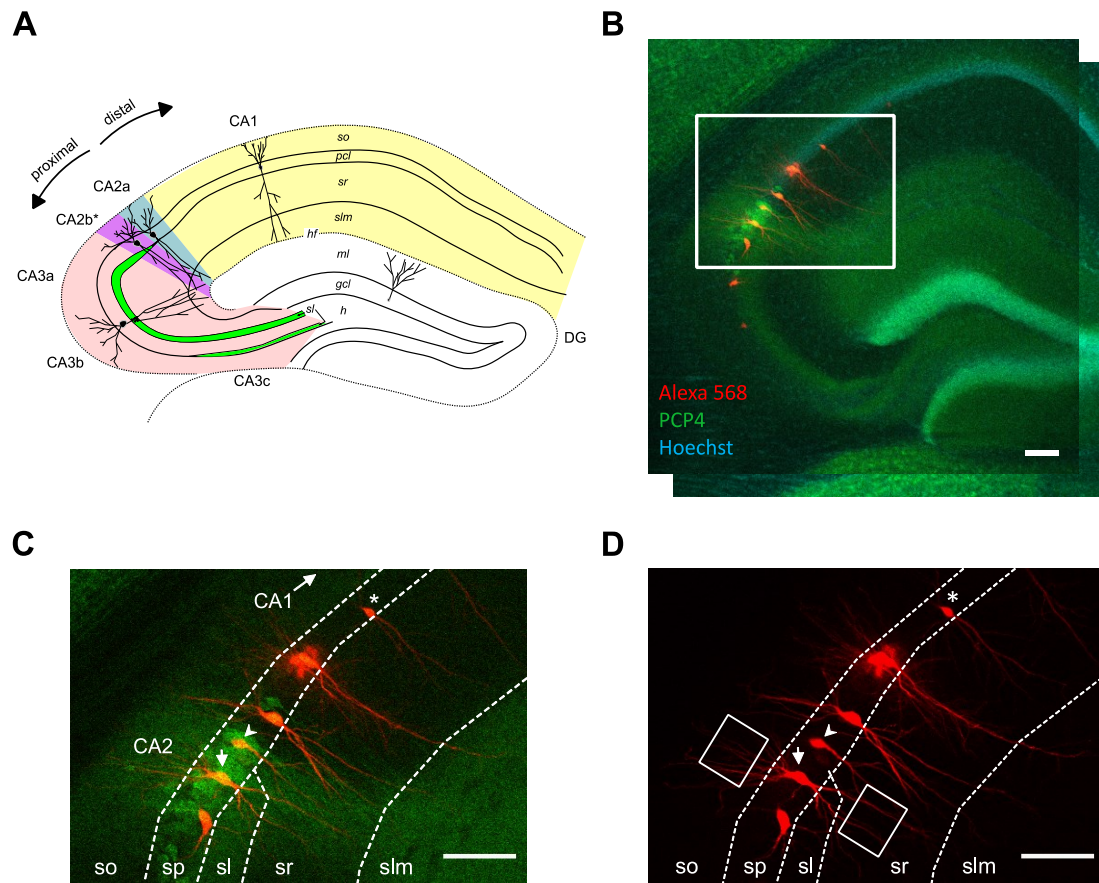 A
proximal
distal
CA1
CA2a
CA2b*
CA3a
CA3b
CA3c
so
pcl
sr
slm
hf
ml
gcl
sl
h
DG
B
Alexa 568
PCP4
Hoechst
C
CA1
*
CA2
so
sp
sl
sr
slm
D
*
so
sp
sl
sr
slm